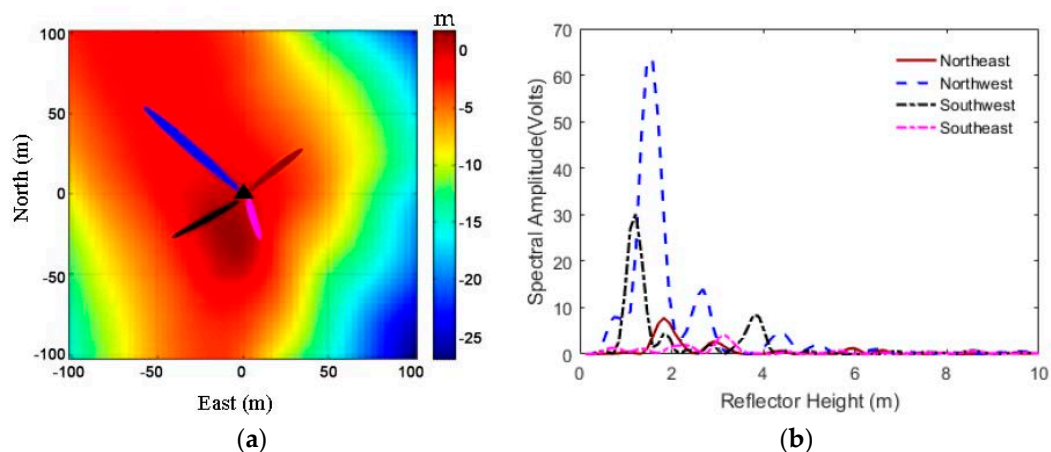 m
100
50
0
-50
-100
North (m)
-100
-50
0
50
100
East (m)
0
-5
-10
-15
-20
-25
(a)
70
60
50
40
30
20
10
0
Spectral Amplitude(Volts)
Northeast
Northwest
Southwest
Southeast
0
2
4
6
8
10
Reflector Height (m)
(b)